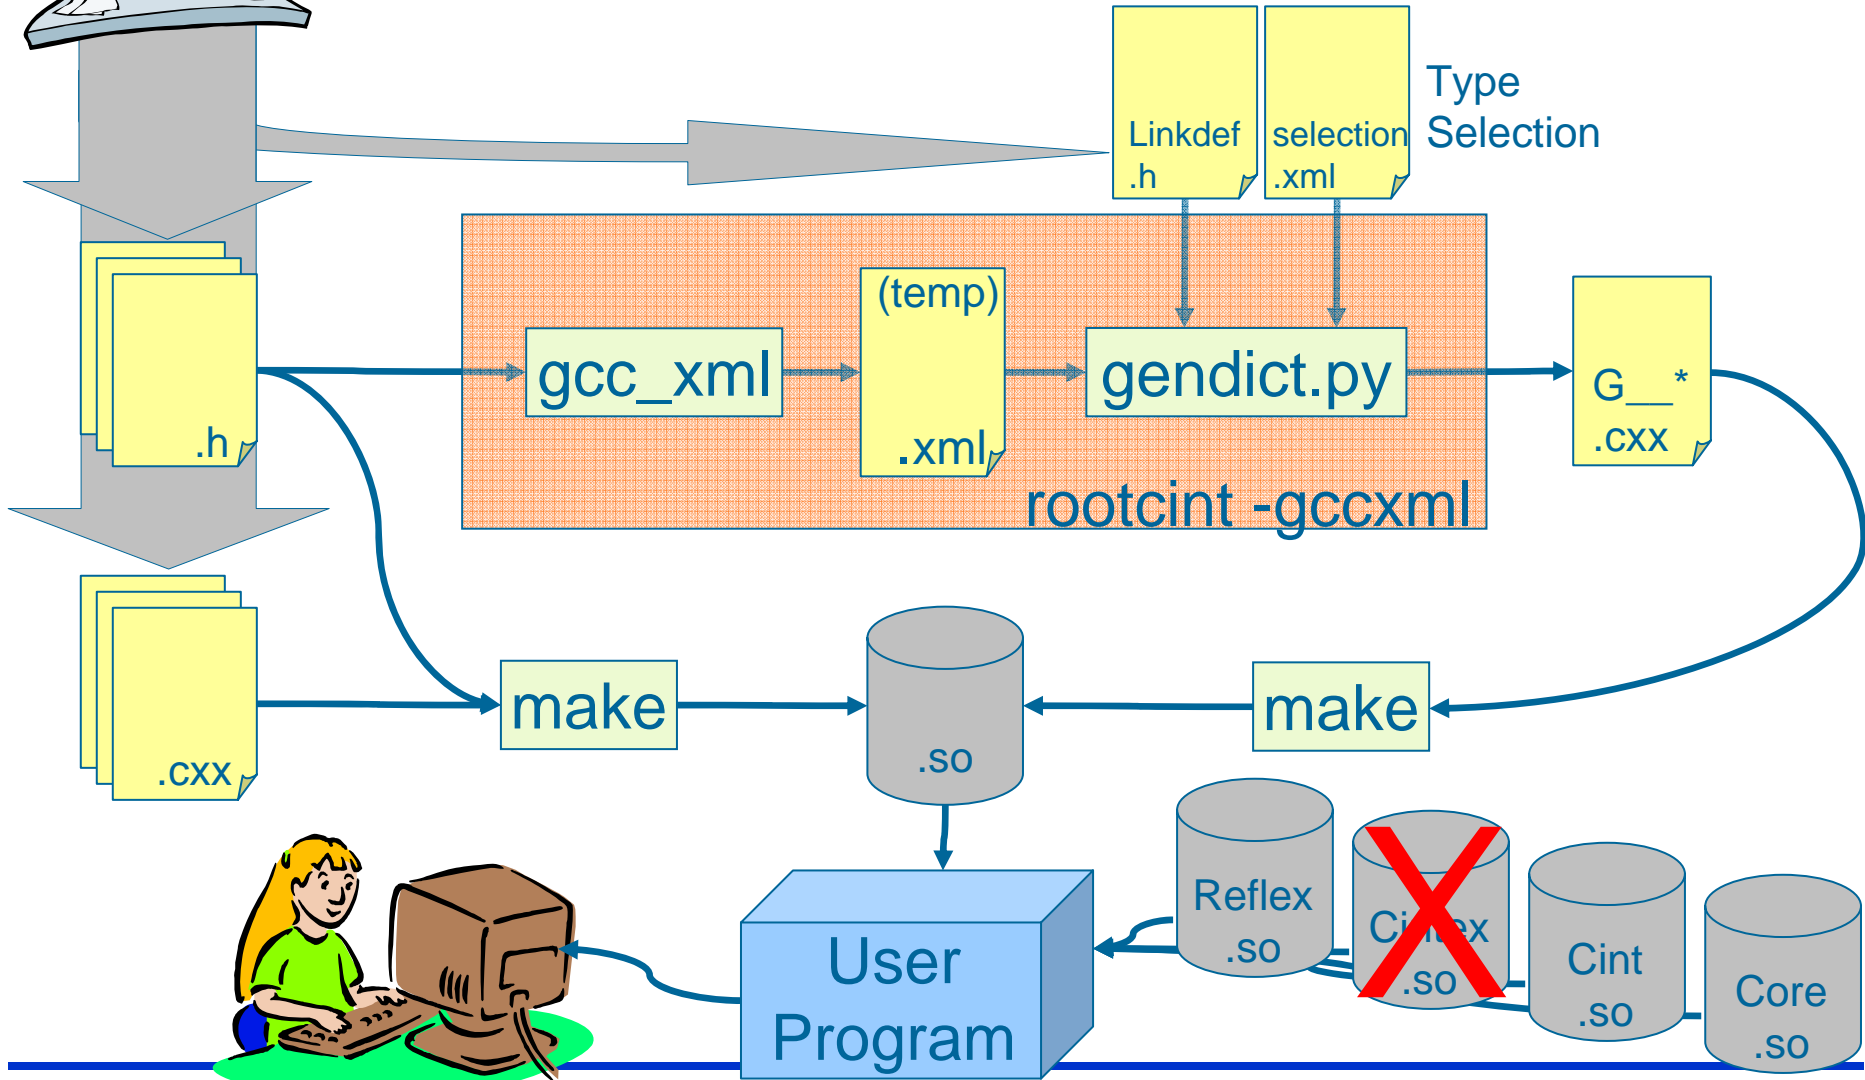 Type
Selection
Linkdef
.h
selection
.xml
(temp)
.xml
gcc_xml
gendict.py
G__*
.cxx
.h
rootcint -gccxml
make
make
.so
.cxx
Reflex
.so
Cintex
.so
Cint
.so
Core
.so
User
Program